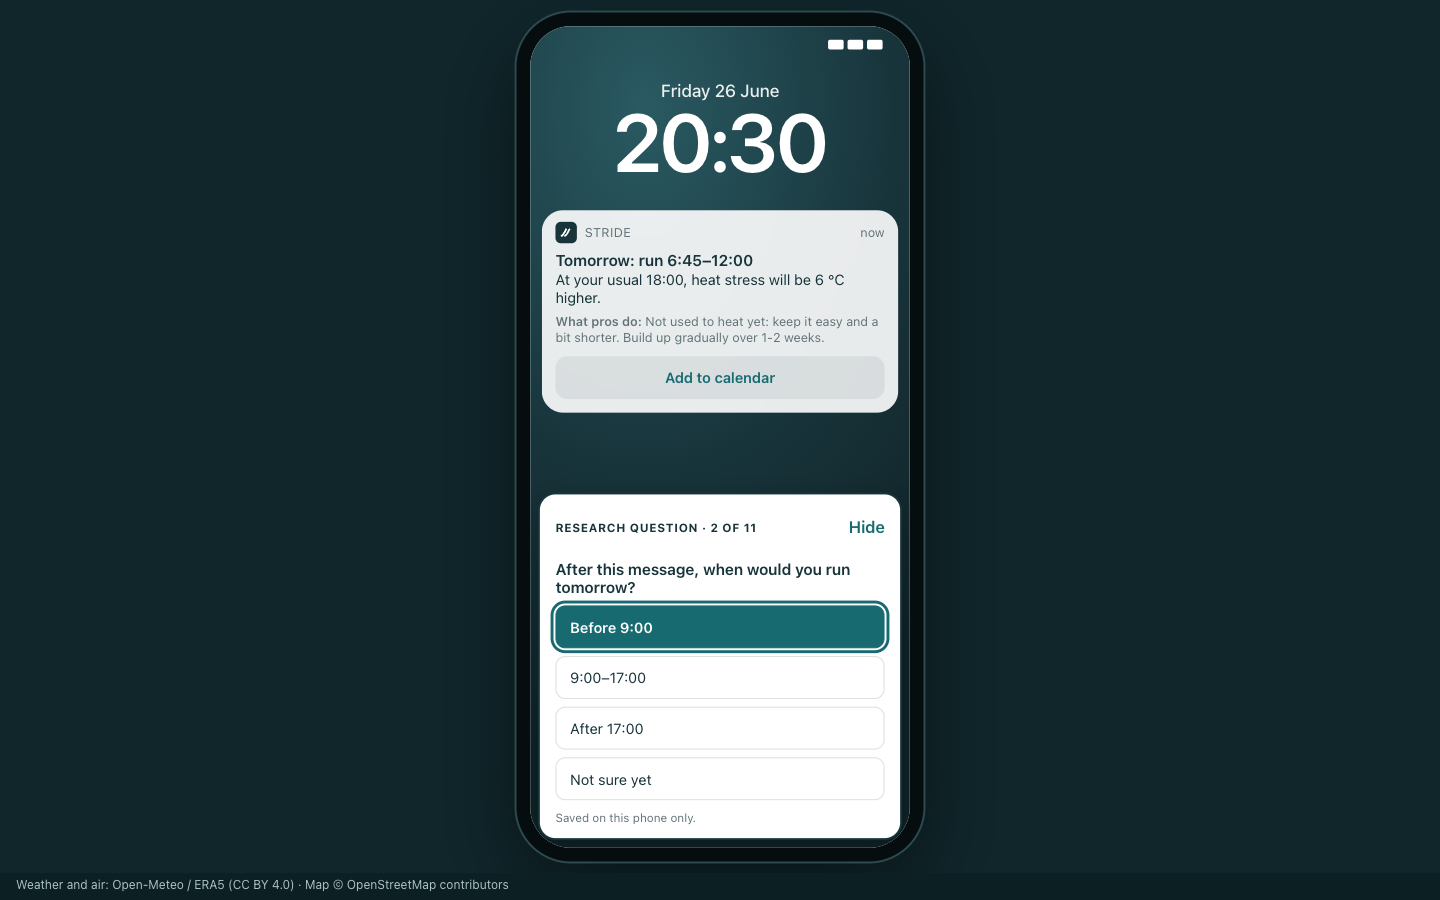 Friday 26 June
20:30
STRIDE
now
Tomorrow: run 6:45–12:00
At your usual 18:00, heat stress will be 6 °C
higher.
What pros do: Not used to heat yet: keep it easy and a
bit shorter. Build up gradually over 1-2 weeks.
Add to calendar
RESEARCH QUESTION · 2 OF 11
Hide
After this message, when would you run
tomorrow?
Before 9:00
9:00–17:00
After 17:00
Not sure yet
Saved on this phone only.
Weather and air: Open-Meteo / ERA5 (CC BY 4.0) · Map © OpenStreetMap contributors